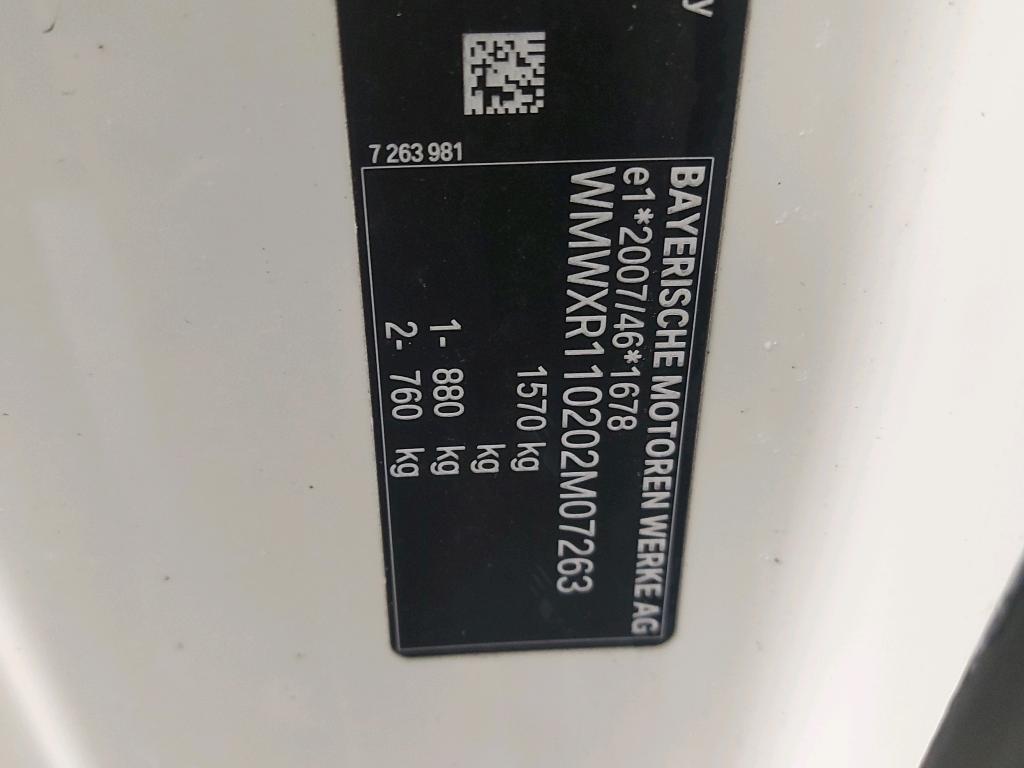 7 263 981
BAYERISCHE MOTOREN WERKE AG
e1*2007/46*1678
WMWXR110202M07263
1570 kg
kg
1- 880 kg
2- 760 kg